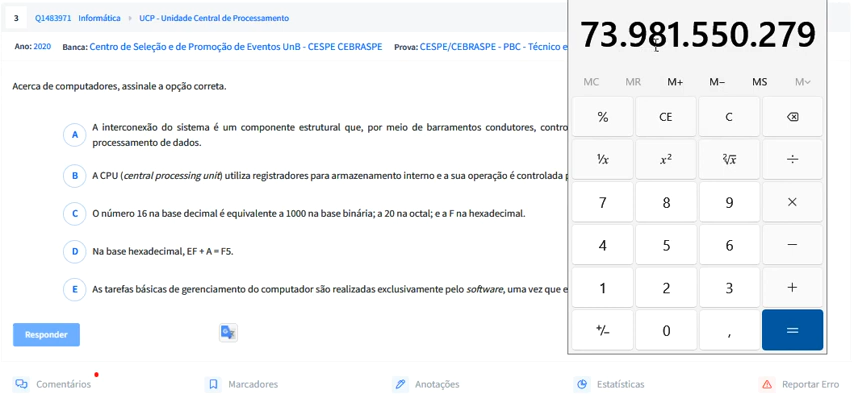 3 Q1483971 Informática > UCP - Unidade Central de Processamento
Ano: 2020 Banca: Centro de Seleção e de Promoção de Eventos UnB - CESPE CEBRASPE Prova: CESPE/CEBRASPE - PBC - Técnico e
Acerca de computadores, assinale a opção correta.
A A interconexão do sistema é um componente estrutural que, por meio de barramentos condutores, contro
processamento de dados.
B A CPU (central processing unit) utiliza registradores para armazenamento interno e a sua operação é controlada p
C O número 16 na base decimal é equivalente a 1000 na base binária; a 20 na octal; e a F na hexadecimal.
D Na base hexadecimal, EF + A = F5.
E As tarefas básicas de gerenciamento do computador são realizadas exclusivamente pelo software, uma vez que e
Responder
Comentários Marcadores Anotações Estatísticas Reportar Erro
73.981.550.279
MC MR M+ M− MS M˅
% CE C ⌫
¹/x x² ²√x ÷
7 8 9 ×
4 5 6 −
1 2 3 +
+/− 0 , =